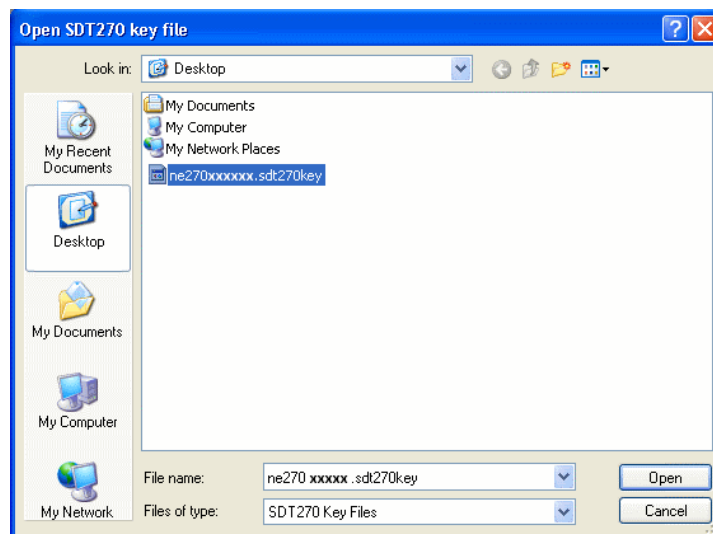 Open SDT270 key file
Look in:
Desktop
My Documents
My Computer
My Network Places
ne270xxxxxx.sdt270key
My Recent
Documents
Desktop
My Documents
My Computer
My Network
File name:
ne270 xxxxx .sdt270key
Open
Files of type:
SDT270 Key Files
Cancel